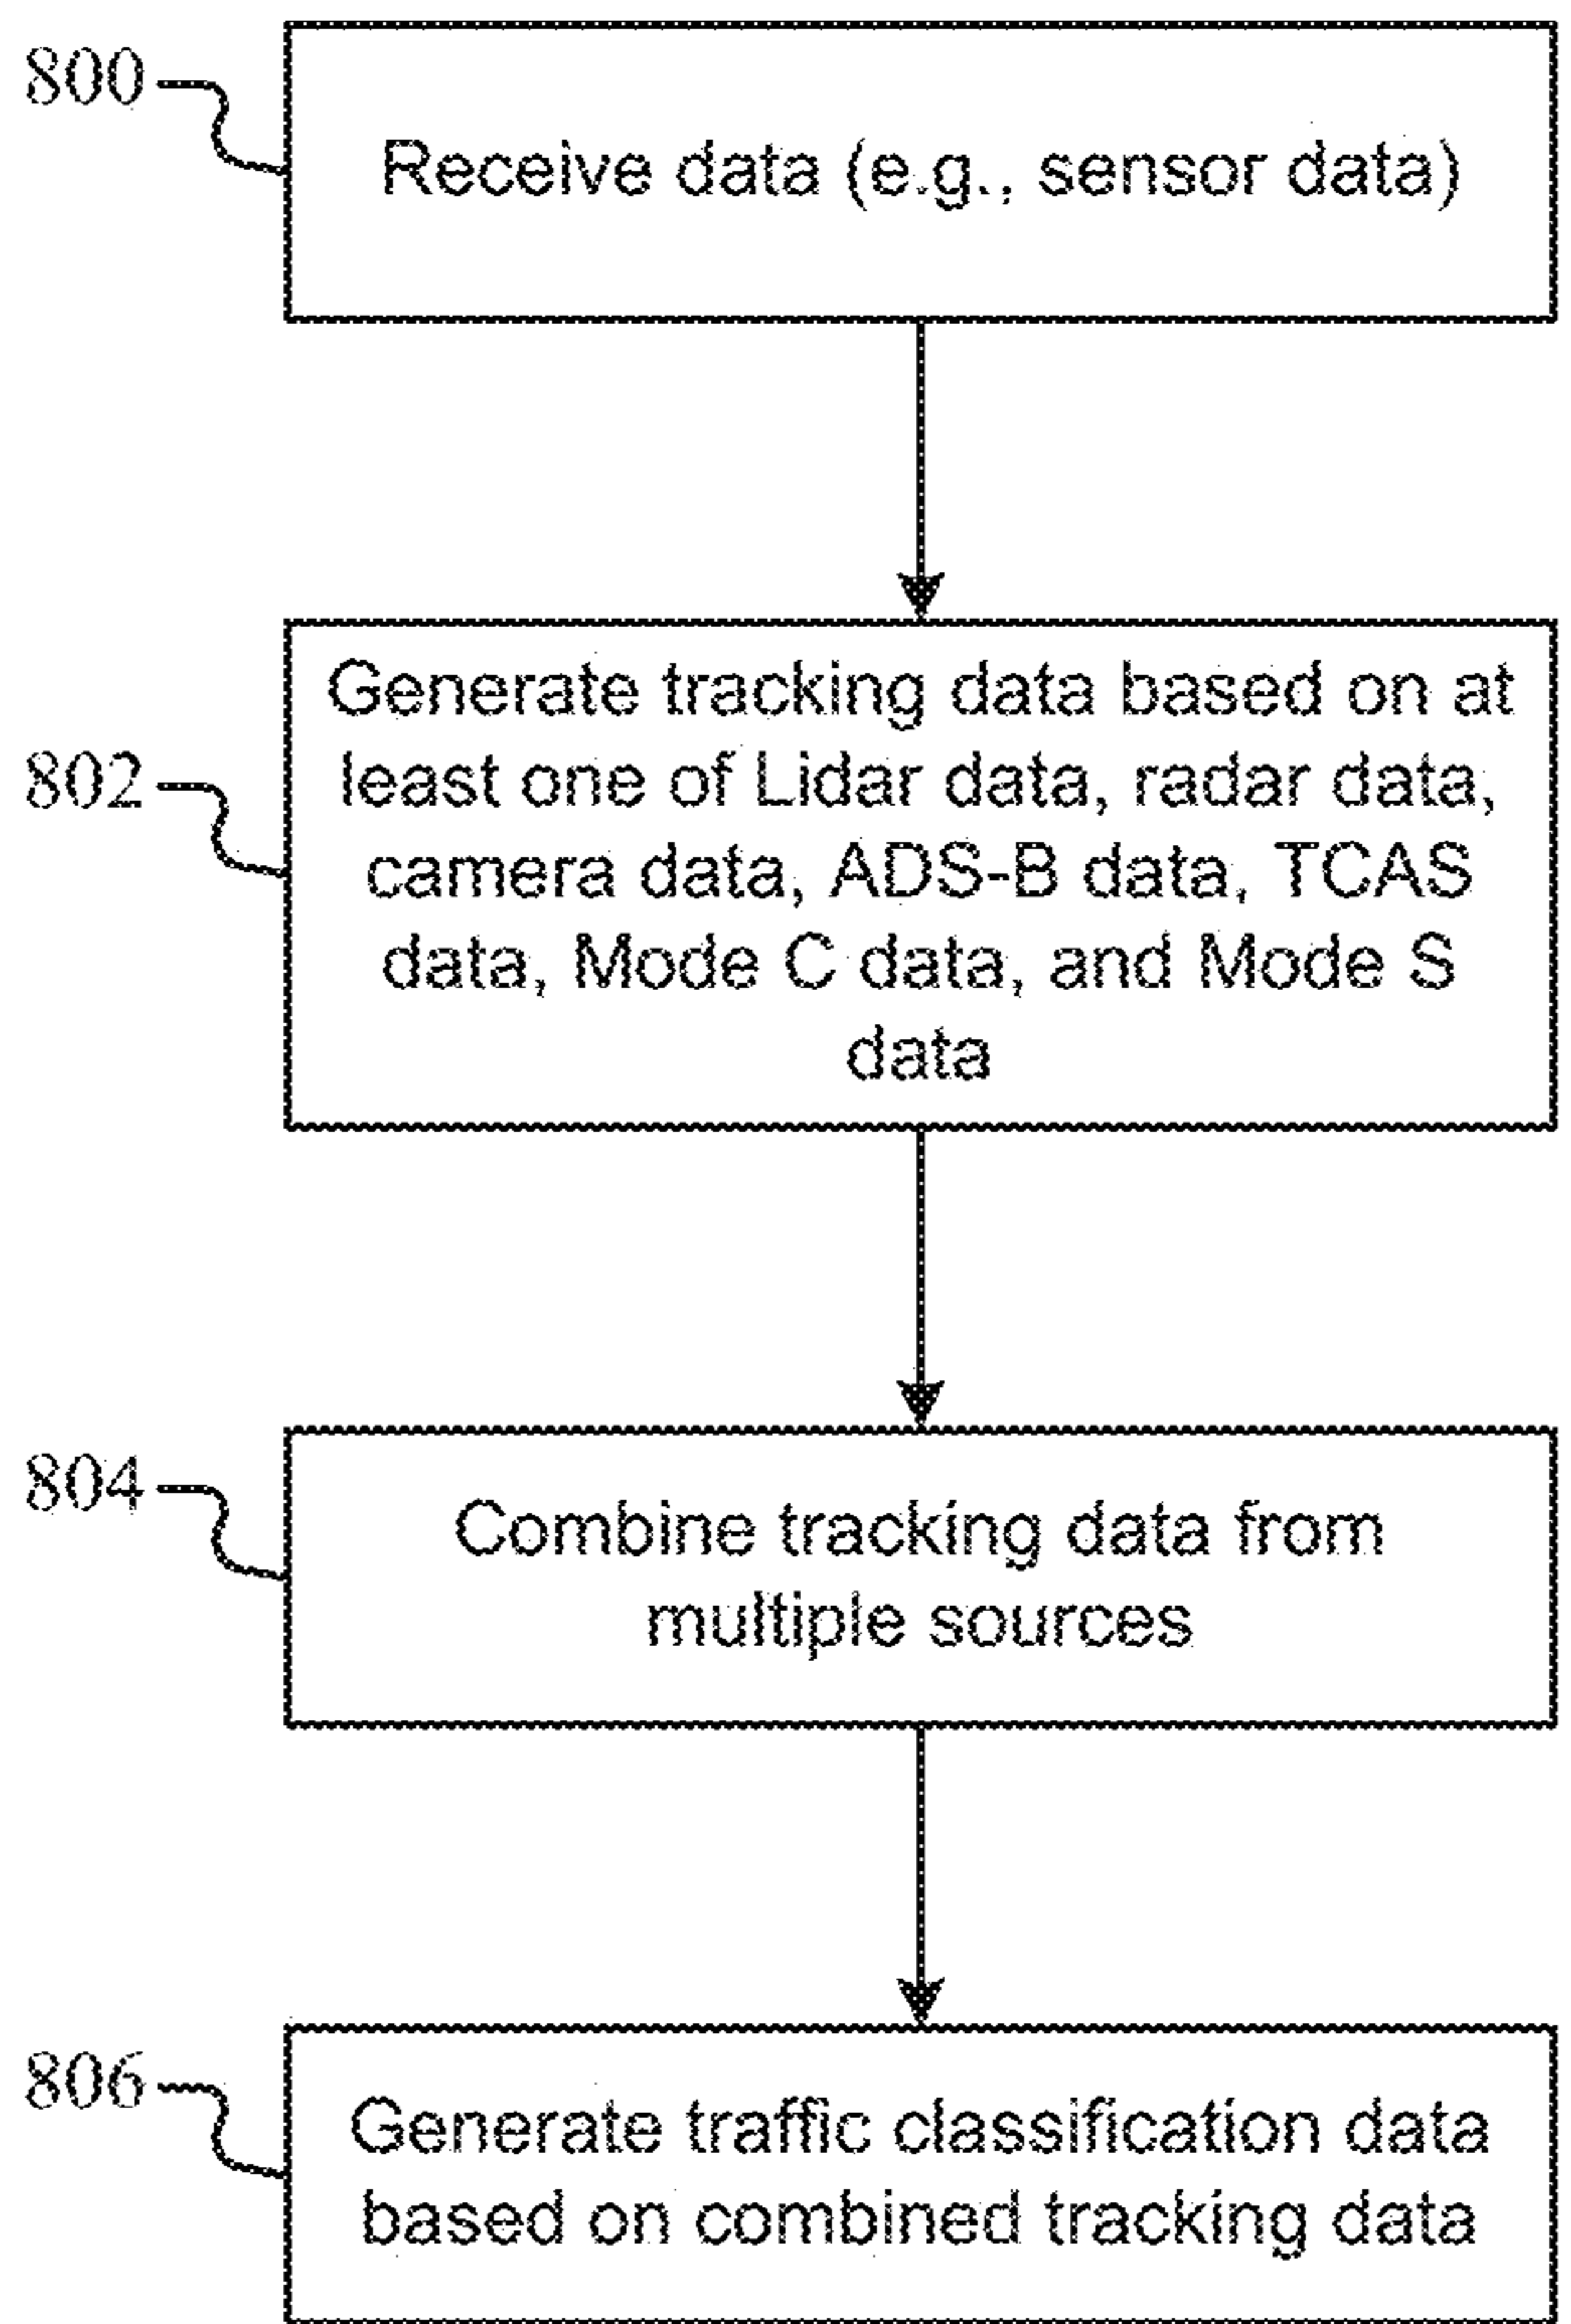 800
Receive data (e.g., sensor data)
802
Generate tracking data based on at
least one of Lidar data, radar data,
camera data, ADS-B data, TCAS
data, Mode C data, and Mode S
data
804
Combine tracking data from
multiple sources
806
Generate traffic classification data
based on combined tracking data